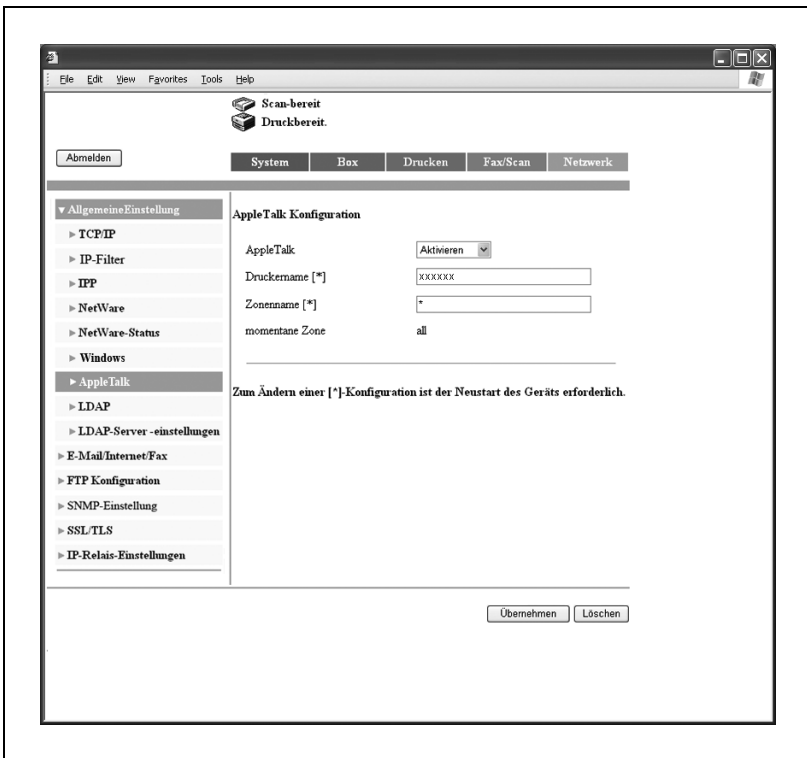 File Edit View Favorites Tools Help
Scan-bereit
Druckbereit.
Abmelden
System Box Drucken Fax/Scan Netzwerk
AllgemeineEinstellung
TCP/IP
IP-Filter
IPP
NetWare
NetWare-Status
Windows
AppleTalk
LDAP
LDAP-Server -einstellungen
E-Mail/Internet/Fax
FTP Konfiguration
SNMP-Einstellung
SSL/TLS
IP-Relais-Einstellungen
AppleTalk Konfiguration
AppleTalk Aktivieren
Druckername [*] xxxxxx
Zonenname [*] *
momentane Zone all
Zum Ändern einer [*]-Konfiguration ist der Neustart des Geräts erforderlich.
Übernehmen Löschen